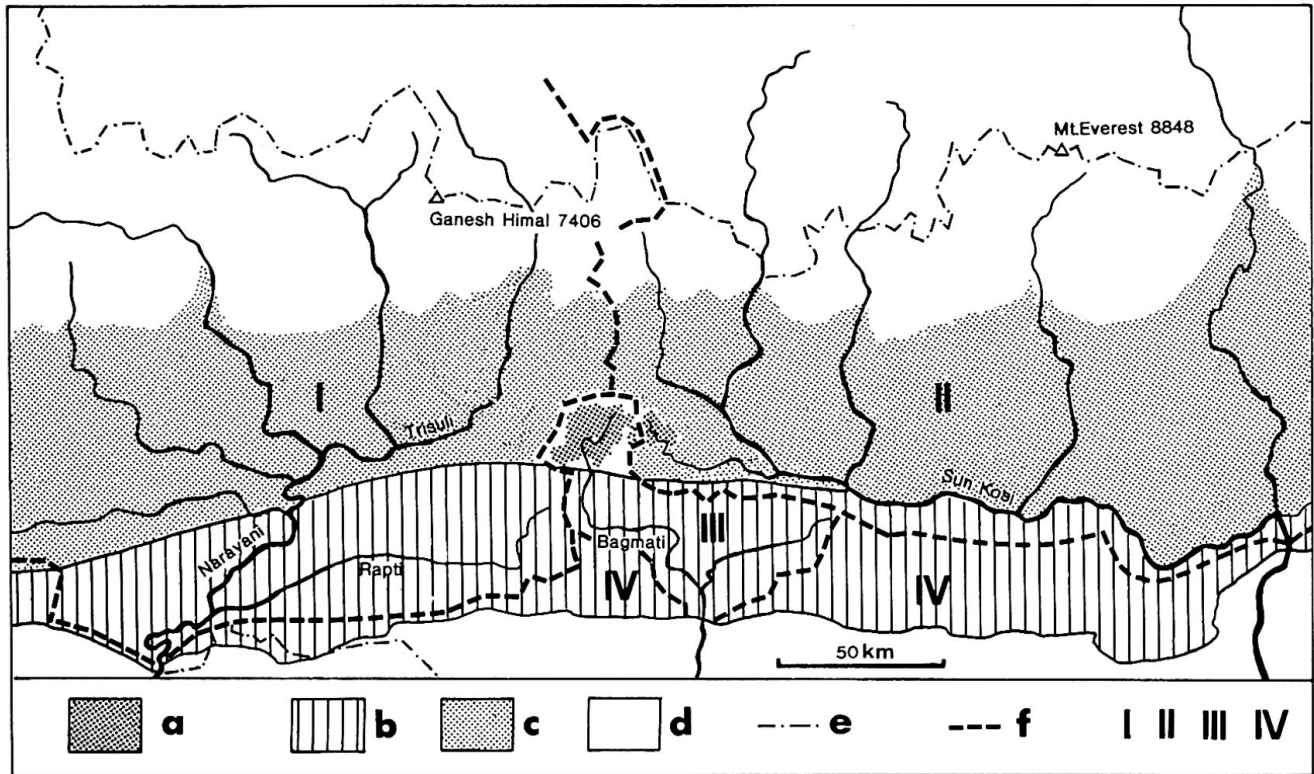 Mt.Everest 8848
Ganesh Himal 7406
I
II
Trisuli
Sun Kosi
Narayani
III
Bagmati
Rapti
IV
IV
50 km
a b c d e f I II III IV